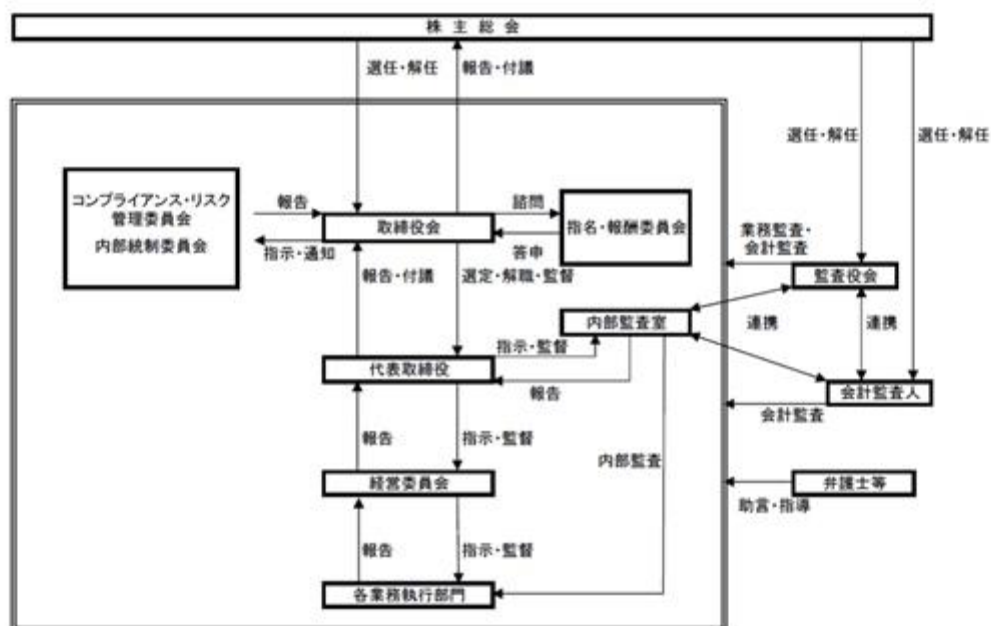 株主総会
選任・解任
報告・付議
選任・解任
選任・解任
コンプライアンス・リスク
管理委員会
内部統制委員会
報告
指示・通知
取締役会
諮問
答申
指名・報酬委員会
業務監査・
会計監査
監査役会
報告・付議
選定・解職・監督
内部監査室
連携
連携
指示・監督
代表取締役
報告
会計監査人
会計監査
報告
指示・監督
内部監査
経営委員会
弁護士等
助言・指導
報告
指示・監督
各業務執行部門